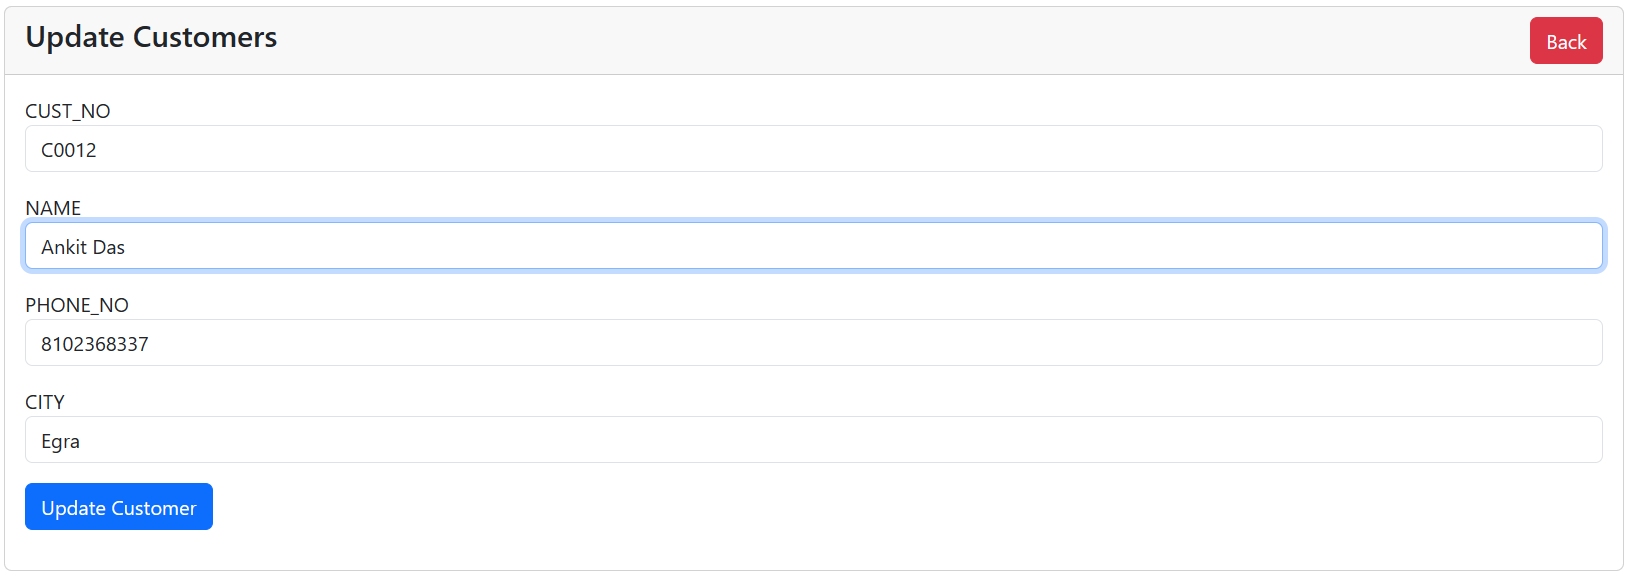 Update Customers
Back
CUST_NO
C0012
NAME
Ankit Das
PHONE_NO
8102368337
CITY
Egra
Update Customer